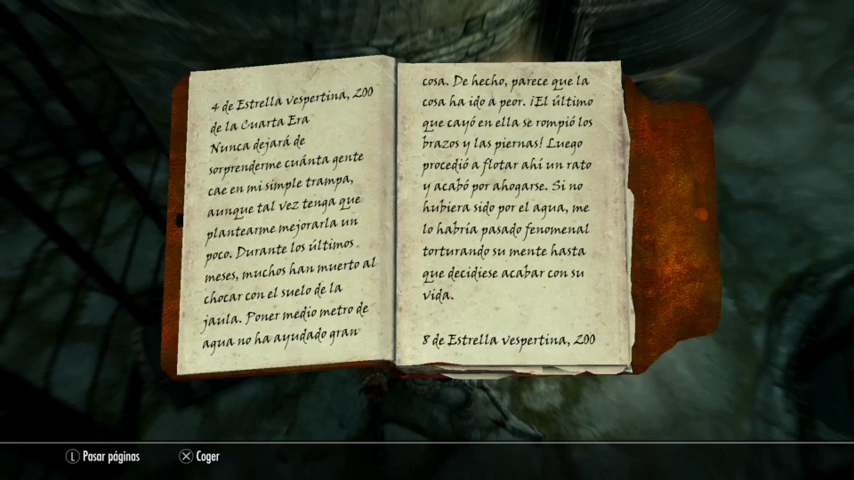 4 de Estrella vespertina, 200
de la Cuarta Era
Nunca dejará de
sorprenderme cuánta gente
cae en mi simple trampa,
aunque tal vez tenga que
plantearme mejorarla un
poco. Durante los últimos
meses, muchos han muerto al
chocar con el suelo de la
jaula. Poner medio metro de
agua no ha ayudado gran
cosa. De hecho, parece que la
cosa ha ido a peor. ¡El último
que cayó en ella se rompió los
brazos y las piernas! Luego
procedió a flotar ahí un rato
y acabó por ahogarse. Si no
hubiera sido por el agua, me
lo habría pasado fenomenal
torturando su mente hasta
que decidiese acabar con su
vida.
8 de Estrella vespertina, 200
L Pasar páginas
X Coger